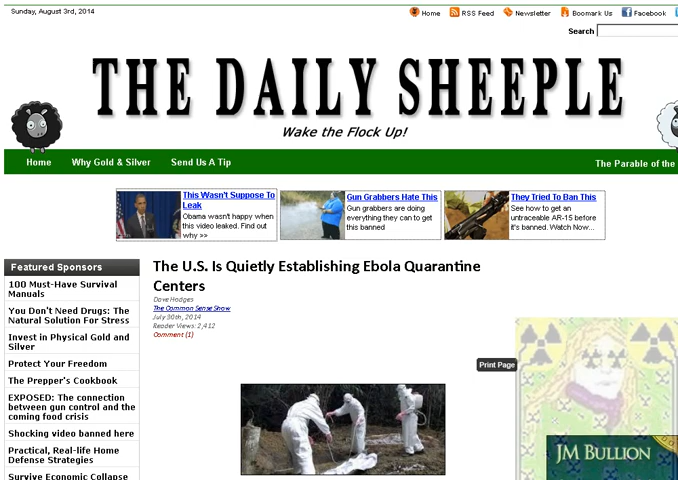 Sunday, August 3rd, 2014
Home
RSS Feed
Newsletter
Boomark Us
Facebook
Search
THE DAILY SHEEPLE
Wake the Flock Up!
Home
Why Gold & Silver
Send Us A Tip
The Parable of the
This Wasn't Suppose To
Leak
Obama wasn't happy when
this video leaked. Find out
why >>
Gun Grabbers Hate This
Gun grabbers are doing
everything they can to get
this banned
They Tried To Ban This
See how to get an
untraceable AR-15 before
it's banned. Watch Now...
Featured Sponsors
100 Must-Have Survival
Manuals
You Don't Need Drugs: The
Natural Solution For Stress
Invest in Physical Gold and
Silver
Protect Your Freedom
The Prepper's Cookbook
EXPOSED: The connection
between gun control and the
coming food crisis
Shocking video banned here
Practical, Real-life Home
Defense Strategies
Survive Economic Collapse
The U.S. Is Quietly Establishing Ebola Quarantine
Centers
Dave Hodges
The Common Sense Show
July 30th, 2014
Reader Views: 2,412
Comment (1)
Print Page
JM BULLION